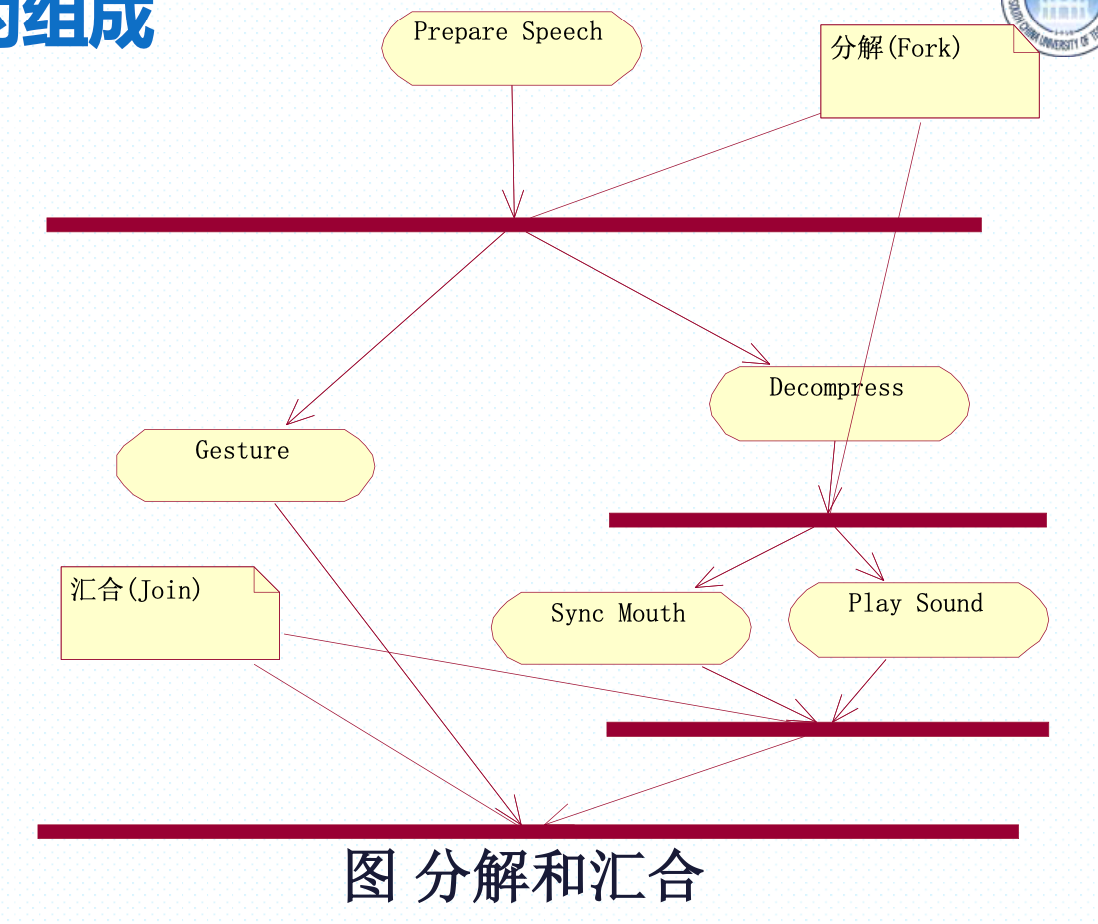 的组成
Prepare Speech
分解(Fork)
Decompress
Gesture
汇合(Join)
Sync Mouth
Play Sound
图 分解和汇合